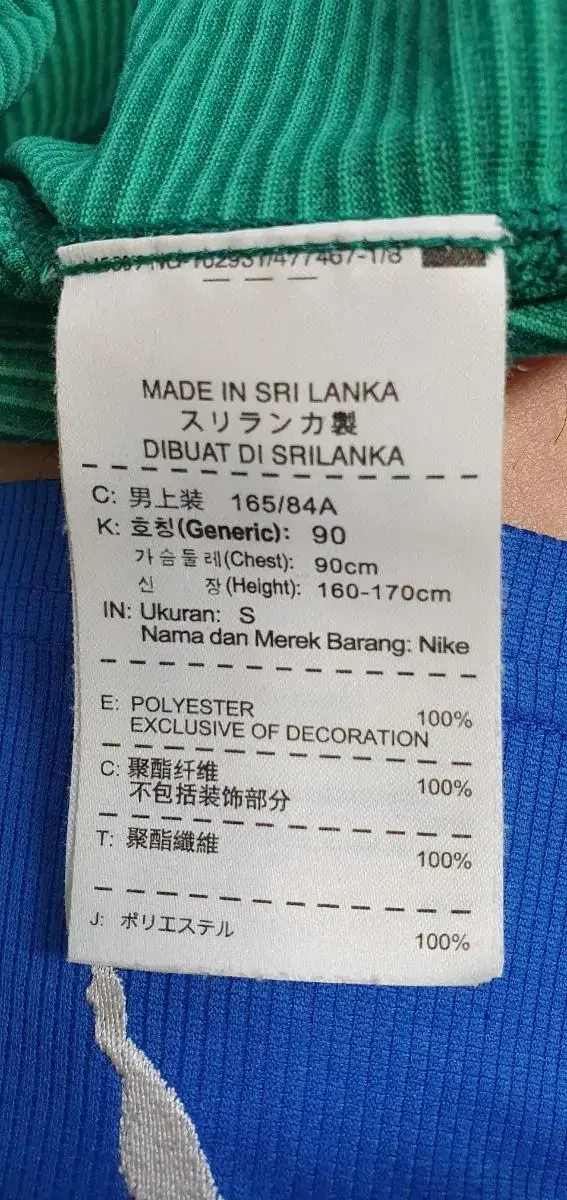 MADE IN SRI LANKA
スリランカ製
DIBUAT DI SRILANKA
C: 男上装 165/84A
K: 호칭(Generic): 90
가슴둘레(Chest): 90cm
신 장(Height): 160-170cm
IN: Ukuran: S
Nama dan Merek Barang: Nike
E: POLYESTER 100%
EXCLUSIVE OF DECORATION
C: 聚酯纤维 100%
不包括装饰部分
T: 聚酯纖維 100%
J: ポリエステル 100%